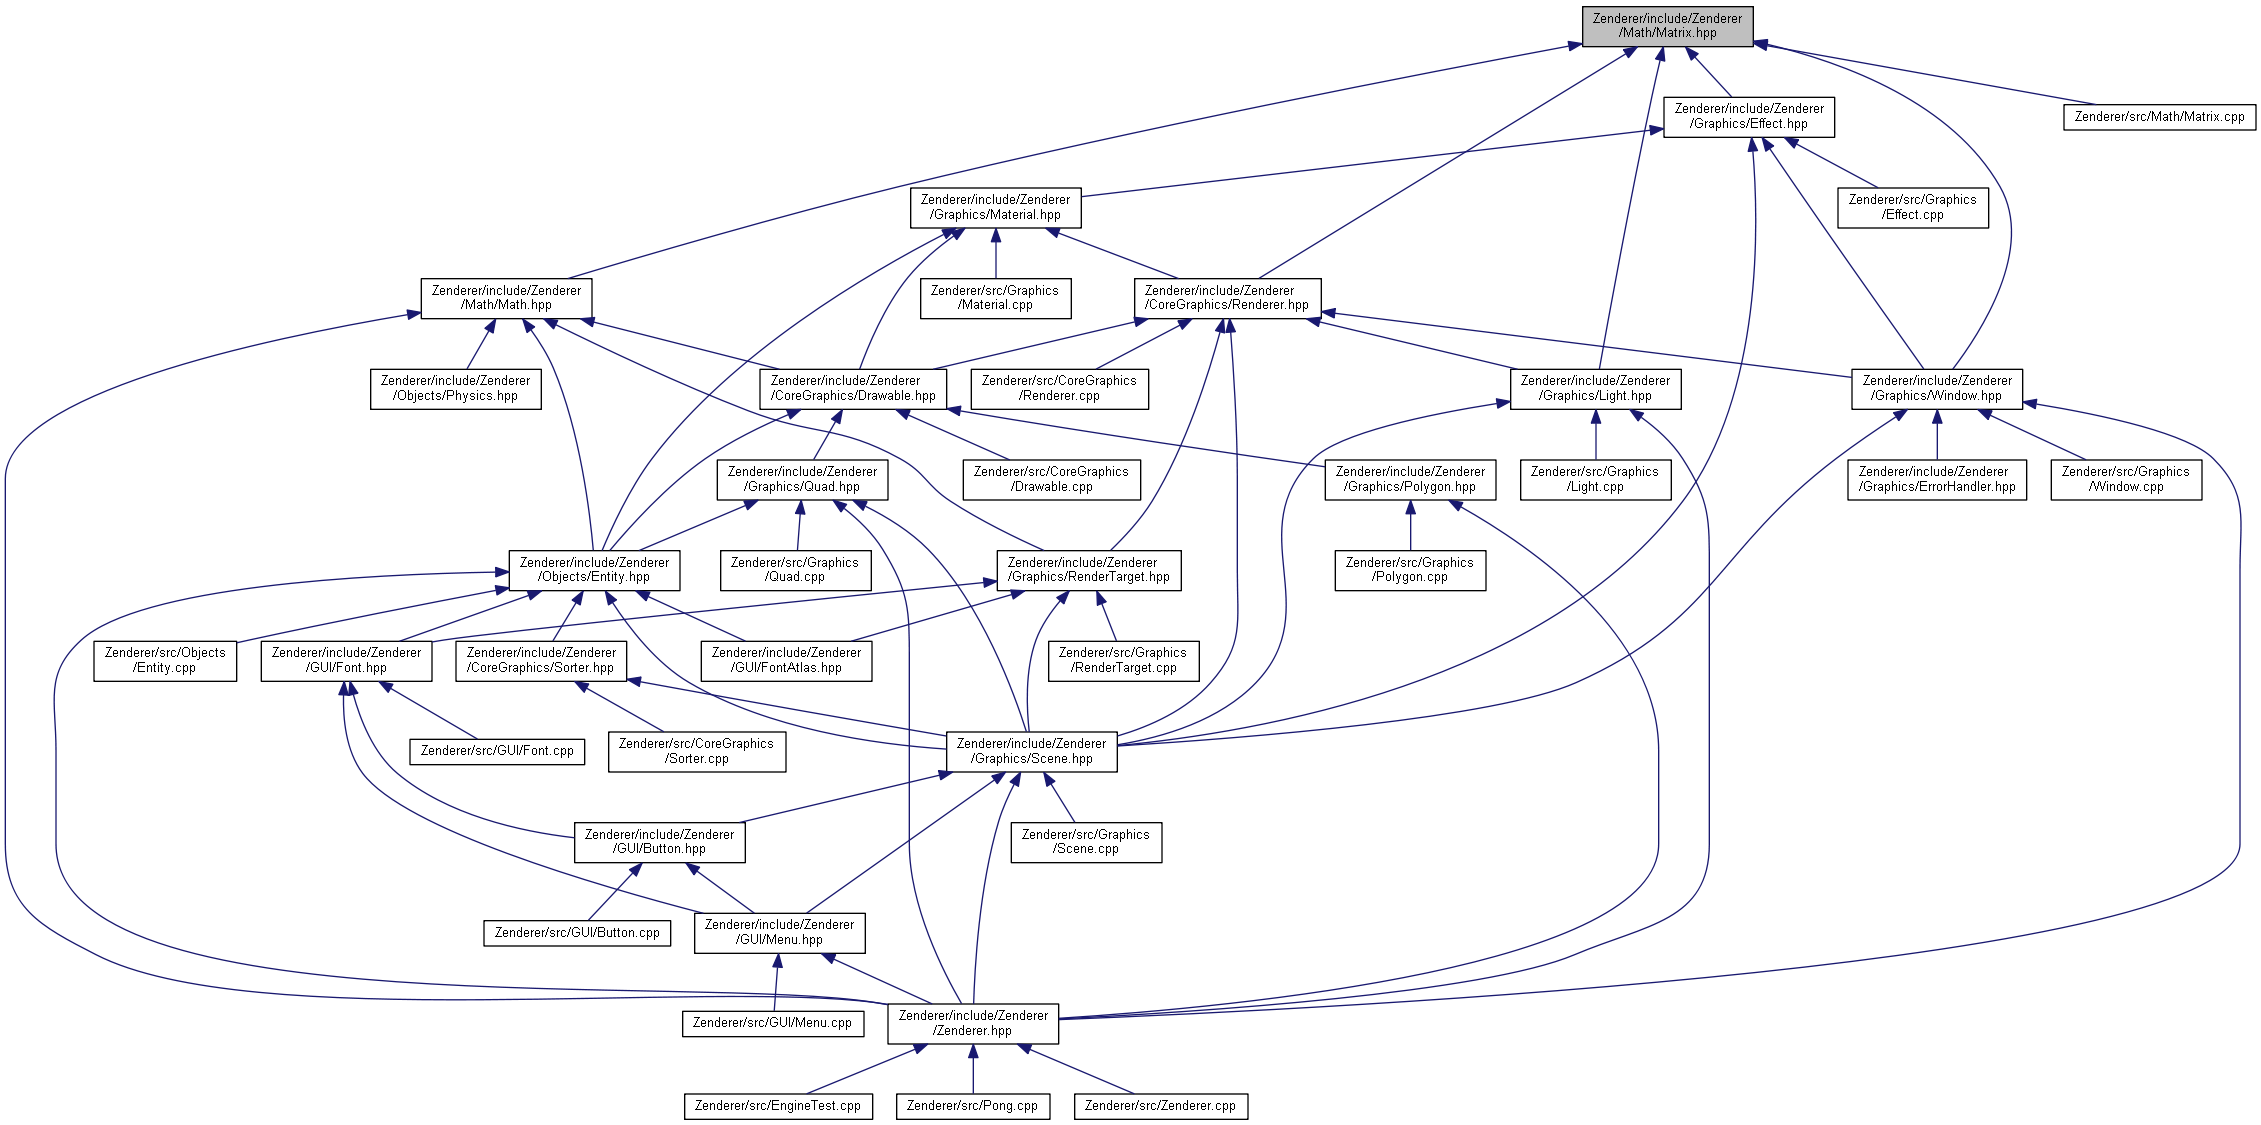 Zenderer/include/Zenderer
/Math/Matrix.hpp
Zenderer/include/Zenderer
/Graphics/Effect.hpp
Zenderer/src/Math/Matrix.cpp
Zenderer/include/Zenderer
/Graphics/Material.hpp
Zenderer/src/Graphics
/Effect.cpp
Zenderer/include/Zenderer
/Math/Math.hpp
Zenderer/src/Graphics
/Material.cpp
Zenderer/include/Zenderer
/CoreGraphics/Renderer.hpp
Zenderer/include/Zenderer
/Objects/Physics.hpp
Zenderer/include/Zenderer
/CoreGraphics/Drawable.hpp
Zenderer/src/CoreGraphics
/Renderer.cpp
Zenderer/include/Zenderer
/Graphics/Light.hpp
Zenderer/include/Zenderer
/Graphics/Window.hpp
Zenderer/include/Zenderer
/Graphics/Quad.hpp
Zenderer/src/CoreGraphics
/Drawable.cpp
Zenderer/include/Zenderer
/Graphics/Polygon.hpp
Zenderer/src/Graphics
/Light.cpp
Zenderer/include/Zenderer
/Graphics/ErrorHandler.hpp
Zenderer/src/Graphics
/Window.cpp
Zenderer/include/Zenderer
/Objects/Entity.hpp
Zenderer/src/Graphics
/Quad.cpp
Zenderer/include/Zenderer
/Graphics/RenderTarget.hpp
Zenderer/src/Graphics
/Polygon.cpp
Zenderer/src/Objects
/Entity.cpp
Zenderer/include/Zenderer
/GUI/Font.hpp
Zenderer/include/Zenderer
/CoreGraphics/Sorter.hpp
Zenderer/include/Zenderer
/GUI/FontAtlas.hpp
Zenderer/src/Graphics
/RenderTarget.cpp
Zenderer/src/GUI/Font.cpp
Zenderer/src/CoreGraphics
/Sorter.cpp
Zenderer/include/Zenderer
/Graphics/Scene.hpp
Zenderer/include/Zenderer
/GUI/Button.hpp
Zenderer/src/Graphics
/Scene.cpp
Zenderer/src/GUI/Button.cpp
Zenderer/include/Zenderer
/GUI/Menu.hpp
Zenderer/src/GUI/Menu.cpp
Zenderer/include/Zenderer
/Zenderer.hpp
Zenderer/src/EngineTest.cpp
Zenderer/src/Pong.cpp
Zenderer/src/Zenderer.cpp